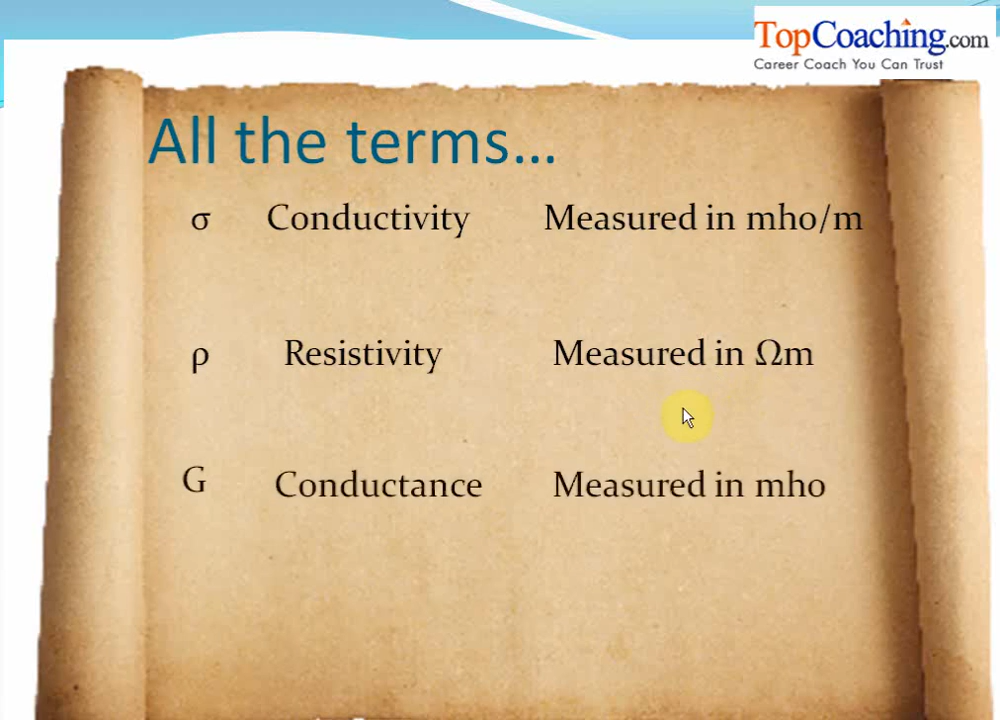 TopCoaching.com
Career Coach You Can Trust
All the terms...
σ Conductivity Measured in mho/m
ρ Resistivity Measured in Ωm
G Conductance Measured in mho